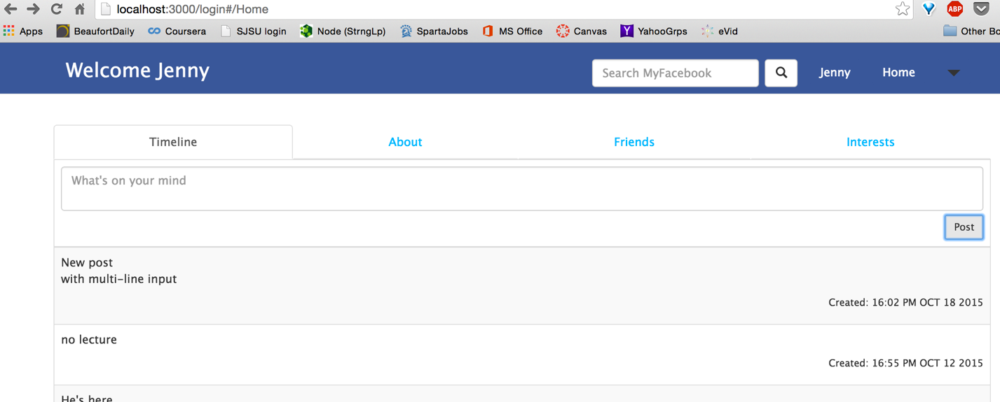 localhost:3000/login#/Home
ABP
Apps BeaufortDaily Coursera SJSU login Node (StrngLp) SpartaJobs MS Office Canvas YahooGrps eVid Other Bo
Welcome Jenny Search MyFacebook Jenny Home
Timeline About Friends Interests
What's on your mind
Post
New post
with multi-line input
Created: 16:02 PM OCT 18 2015
no lecture
Created: 16:55 PM OCT 12 2015
He's here